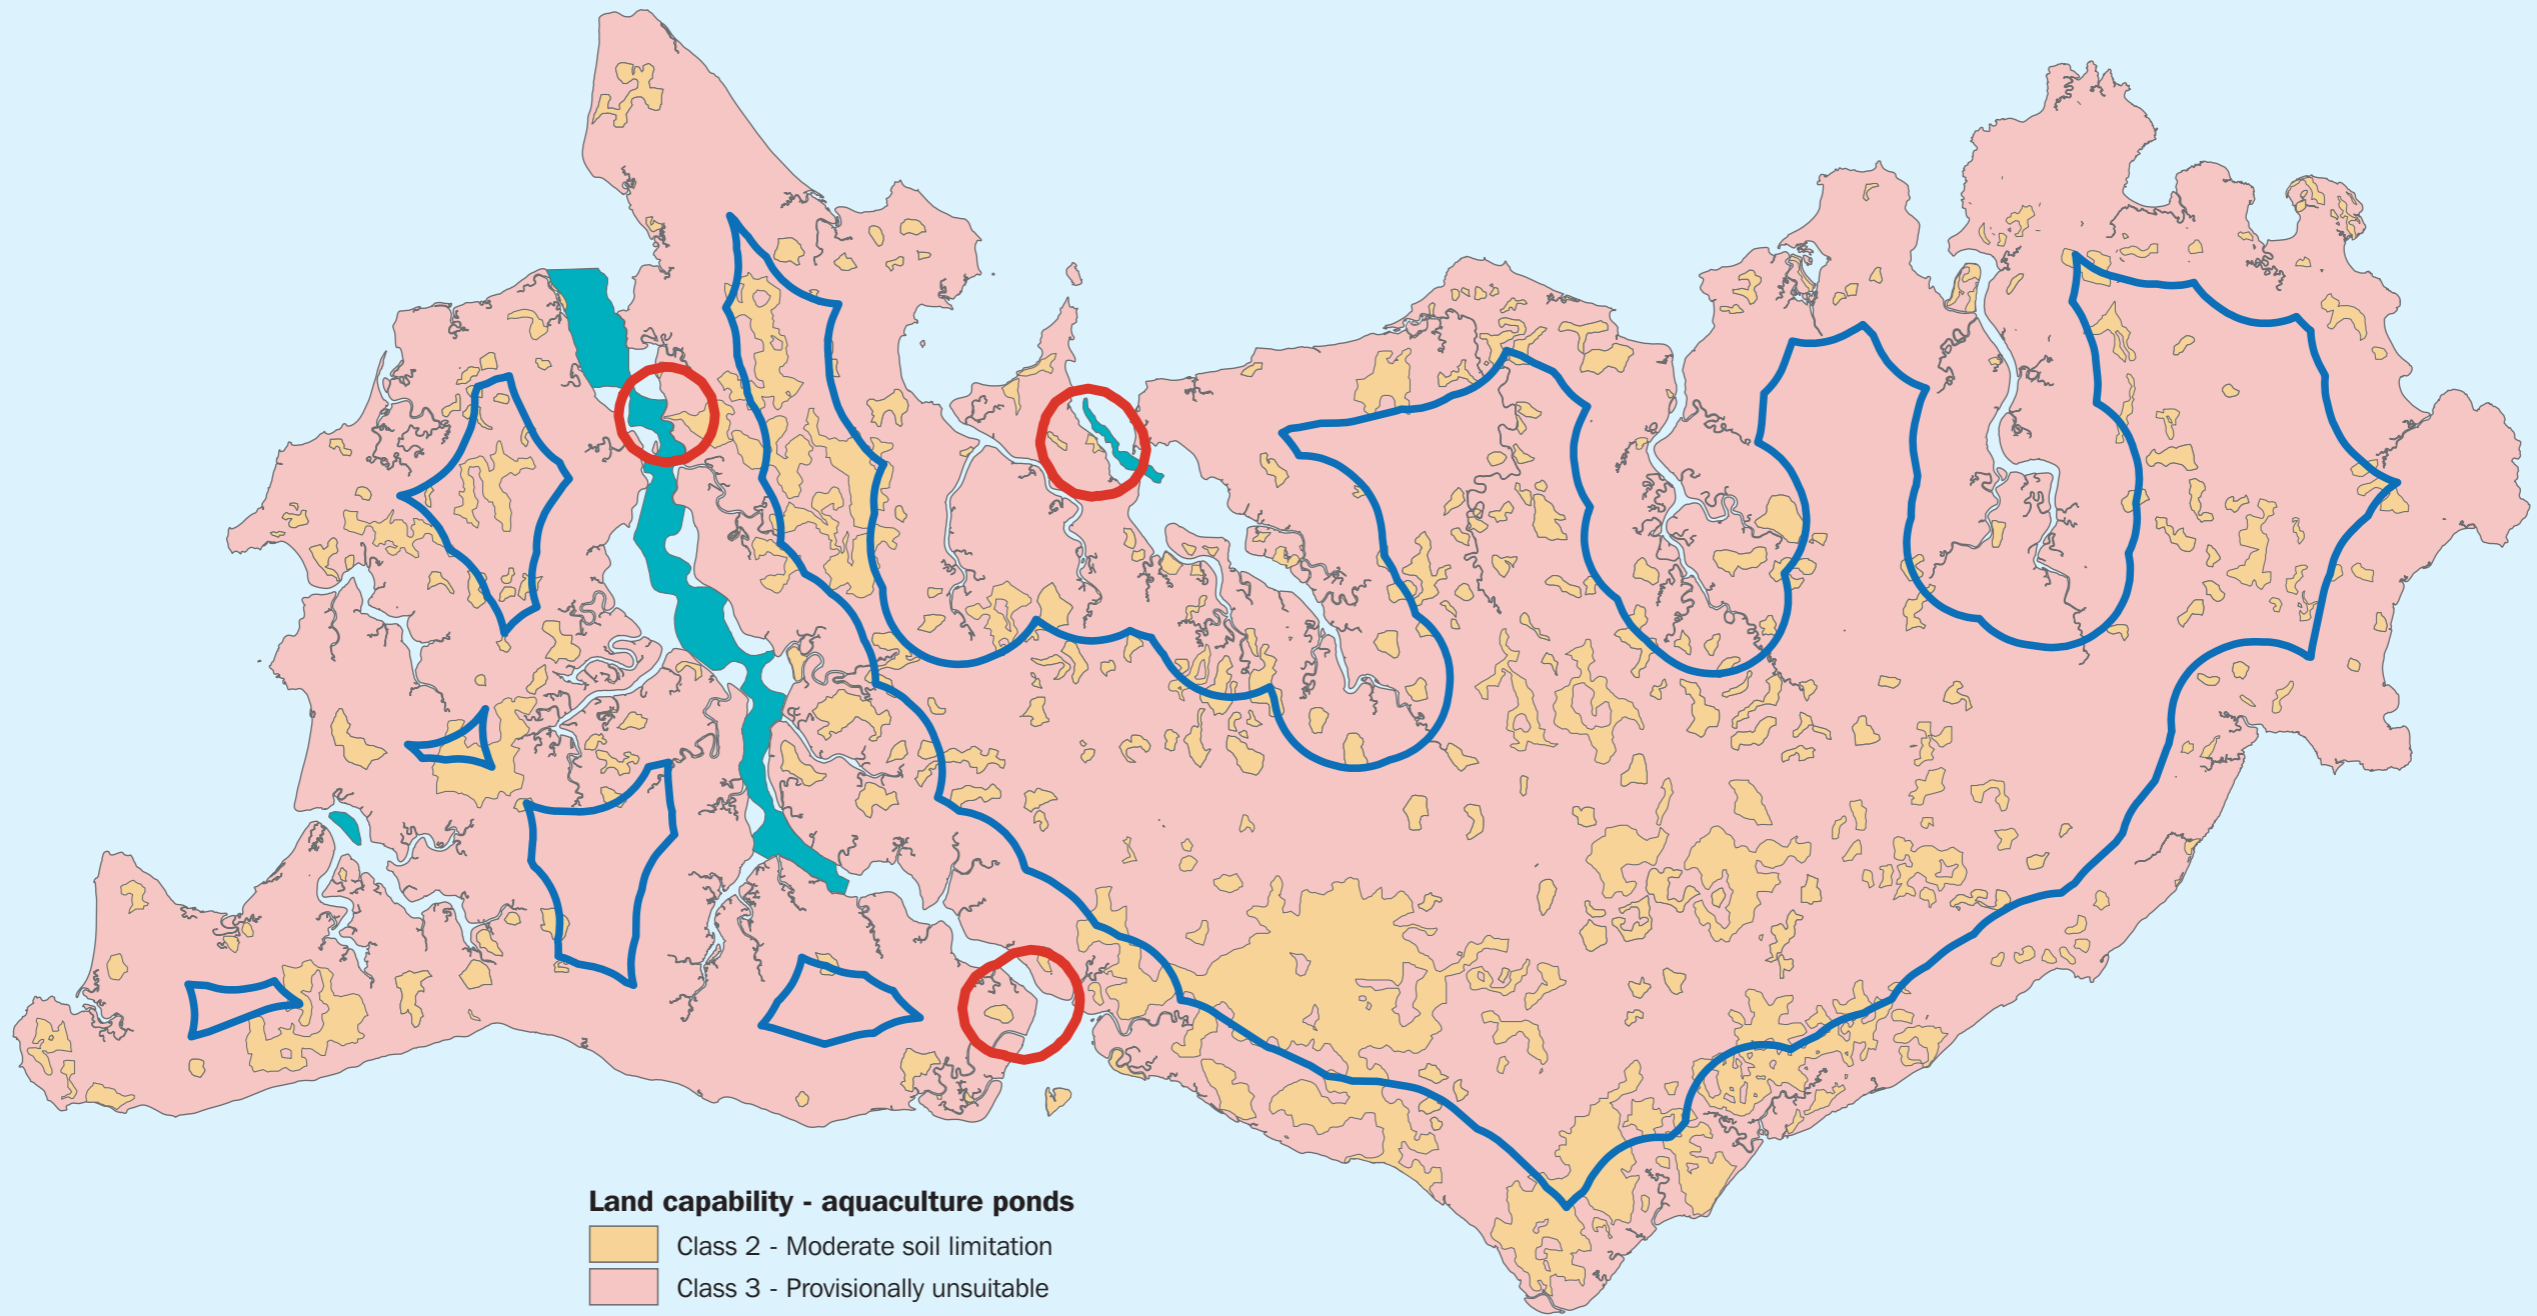 Land capability - aquaculture ponds
Class 2 - Moderate soil limitation
Class 3 - Provisionally unsuitable